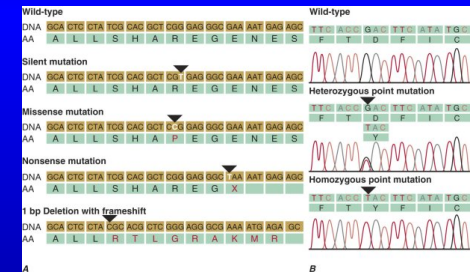 Wild-type
DNA GCA CTC CTA TCG CAC GCT CGG GAG GGC GAA AAT GAG AGC
AA A L L S H A R E G E N E S
Silent mutation
DNA GCA CTC CTA TCG CAC GCT CGT GAG GGC GAA AAT GAG AGC
AA A L L S H A R E G E N E S
Missense mutation
DNA GCA CTC CTA TCG CAC GCT CCG GAG GGC GAA AAT GAG AGC
AA A L L S H A P E G E N E S
Nonsense mutation
DNA GCA CTC CTA TCG CAC GCT CGG GAG GGC TAA AAT GAG AGC
AA A L L S H A R E G X
1 bp Deletion with frameshift
DNA GCA CTC CTA CGC ACG CTC GGG AGG GCG AAA ATG AGA GC
AA A L L R T L G R A K M R
A
Wild-type
TTC ACC GAC TTC ATA TGC
F T D F I C
Heterozygous point mutation
TTC ACC GAC TTC ATA TGC
F T D F I C
TAC
Y
Homozygous point mutation
TTC ACC TAC TTC ATA TGC
F T Y F I C
B